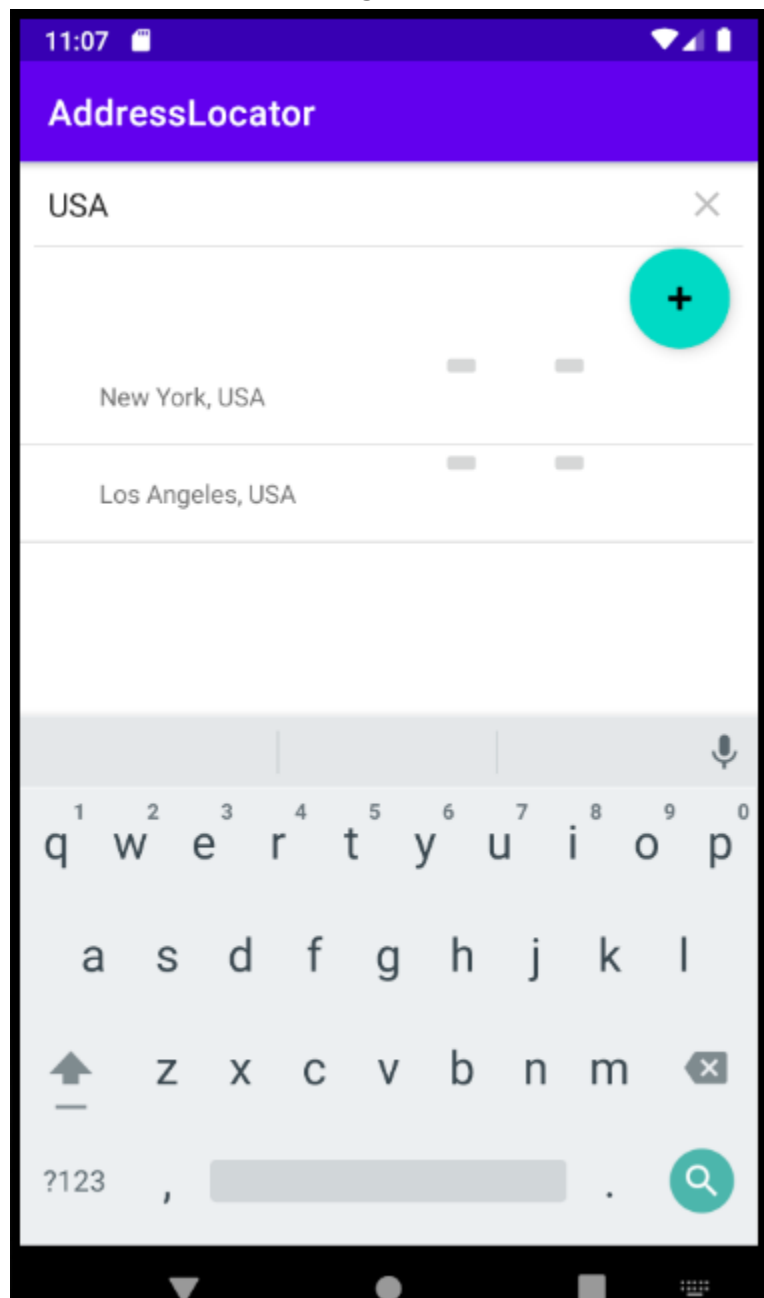 11:07
AddressLocator
USA
+
New York, USA
Los Angeles, USA
1 2 3 4 5 6 7 8 9 0
q w e r t y u i o p
a s d f g h j k l
z x c v b n m
?123 , .